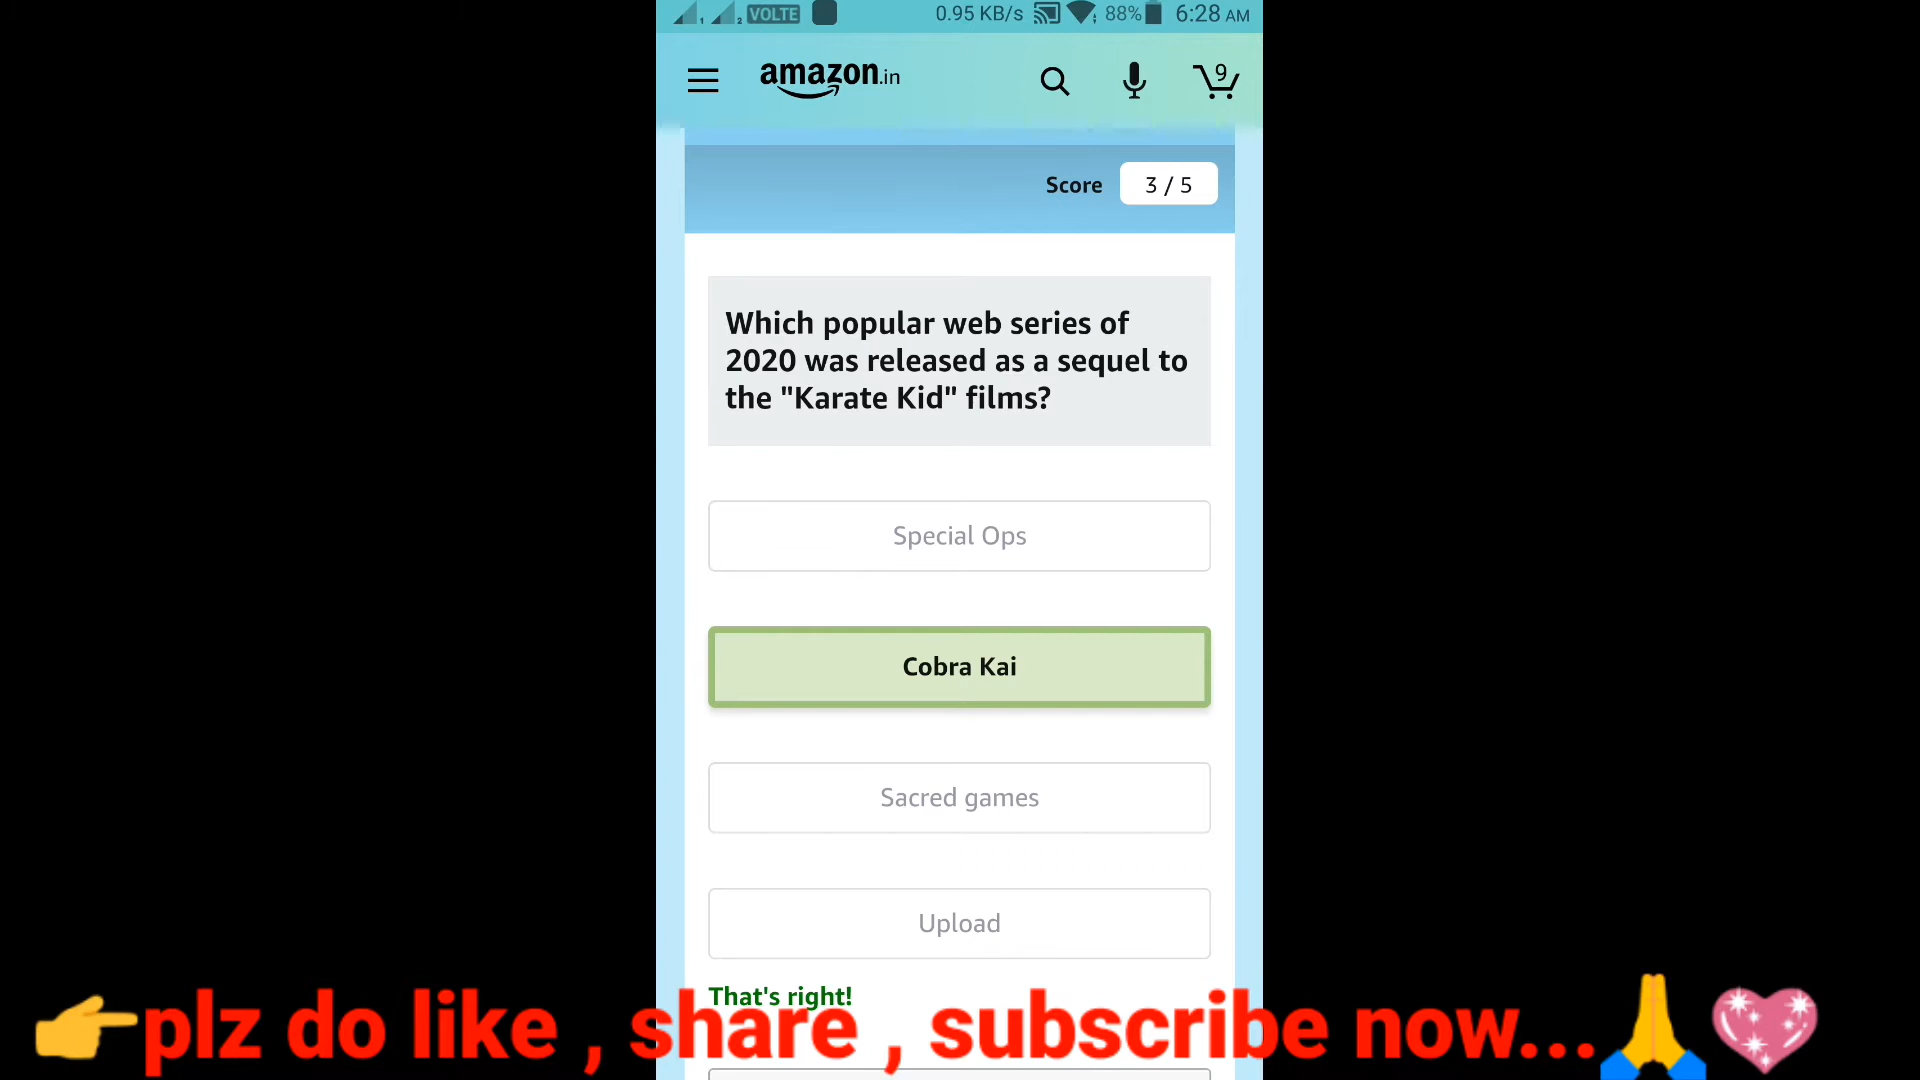 1 2 VOLTE 0.95 KB/s 88% 6:28 AM
amazon.in 9
Score 3 / 5
Which popular web series of
2020 was released as a sequel to
the "Karate Kid" films?
Special Ops
Cobra Kai
Sacred games
Upload
That's right!
👉plz do like , share , subscribe now...🙏💖